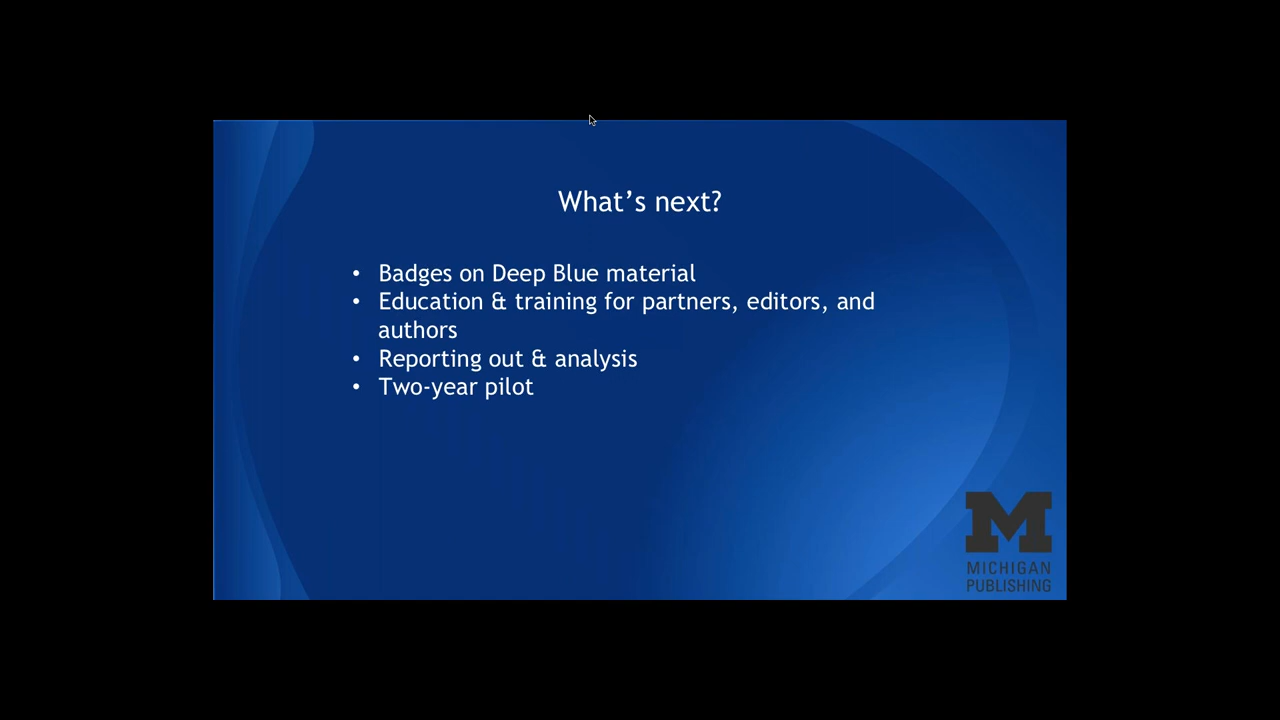 What's next?
• Badges on Deep Blue material
• Education & training for partners, editors, and
authors
• Reporting out & analysis
• Two-year pilot
M
MICHIGAN
PUBLISHING